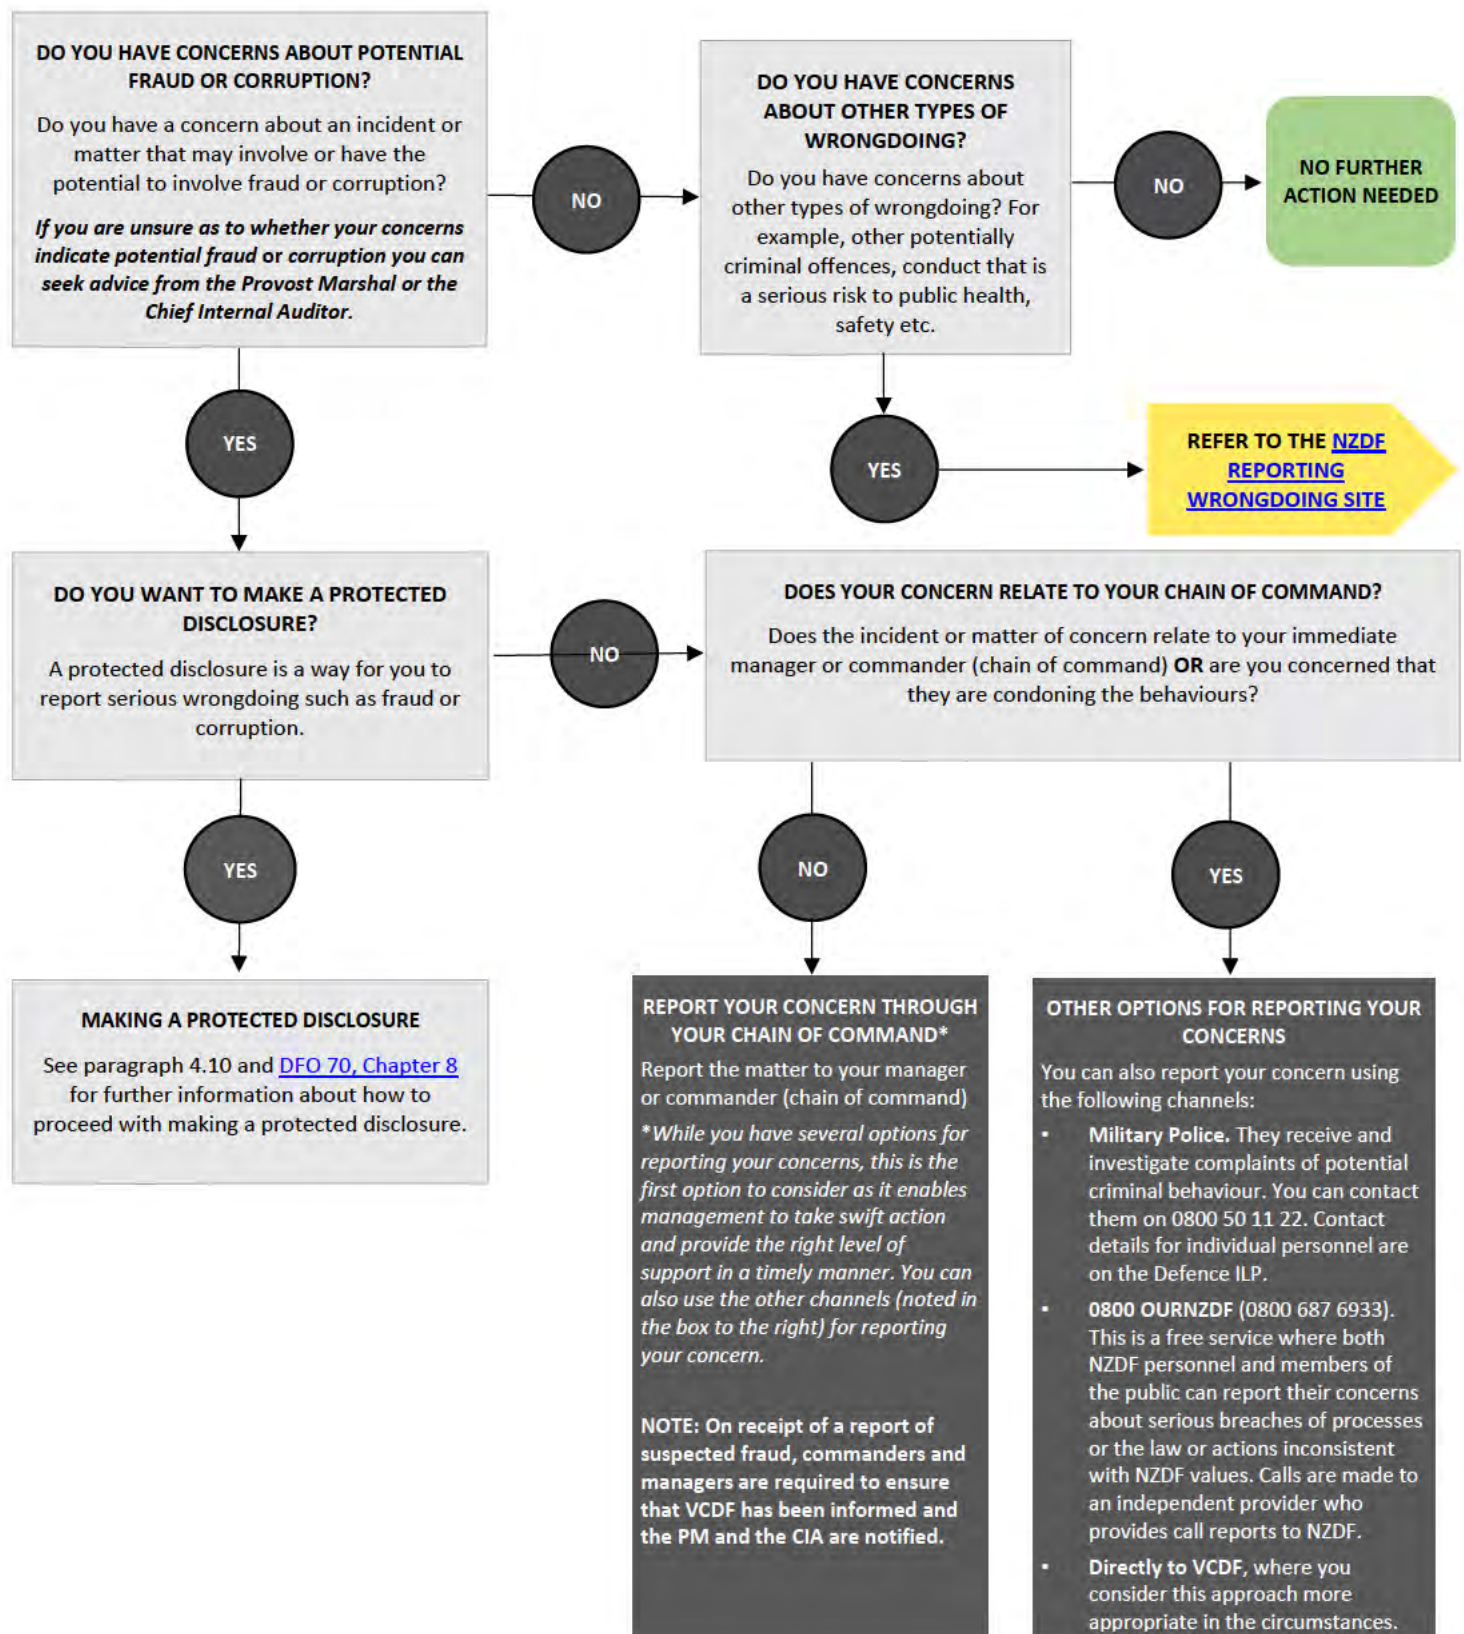 DO YOU HAVE CONCERNS ABOUT POTENTIAL
FRAUD OR CORRUPTION?
Do you have a concern about an incident or
matter that may involve or have the
potential to involve fraud or corruption?
If you are unsure as to whether your concerns
indicate potential fraud or corruption you can
seek advice from the Provost Marshal or the
Chief Internal Auditor.
NO
DO YOU HAVE CONCERNS
ABOUT OTHER TYPES OF
WRONGDOING?
Do you have concerns about
other types of wrongdoing? For
example, other potentially
criminal offences, conduct that is
a serious risk to public health,
safety etc.
NO
NO FURTHER
ACTION NEEDED
YES
YES
REFER TO THE NZDF
REPORTING
WRONGDOING SITE
DO YOU WANT TO MAKE A PROTECTED
DISCLOSURE?
A protected disclosure is a way for you to
report serious wrongdoing such as fraud or
corruption.
NO
DOES YOUR CONCERN RELATE TO YOUR CHAIN OF COMMAND?
Does the incident or matter of concern relate to your immediate
manager or commander (chain of command) OR are you concerned that
they are condoning the behaviours?
YES
NO
YES
MAKING A PROTECTED DISCLOSURE
See paragraph 4.10 and DFO 70, Chapter 8
for further information about how to
proceed with making a protected disclosure.
REPORT YOUR CONCERN THROUGH
YOUR CHAIN OF COMMAND*
Report the matter to your manager
or commander (chain of command)
*While you have several options for
reporting your concerns, this is the
first option to consider as it enables
management to take swift action
and provide the right level of
support in a timely manner. You can
also use the other channels (noted in
the box to the right) for reporting
your concern.
NOTE: On receipt of a report of
suspected fraud, commanders and
managers are required to ensure
that VCDF has been informed and
the PM and the CIA are notified.
OTHER OPTIONS FOR REPORTING YOUR
CONCERNS
You can also report your concern using
the following channels:
• Military Police. They receive and
investigate complaints of potential
criminal behaviour. You can contact
them on 0800 50 11 22. Contact
details for individual personnel are
on the Defence ILP.
• 0800 OURNZDF (0800 687 6933).
This is a free service where both
NZDF personnel and members of
the public can report their concerns
about serious breaches of processes
or the law or actions inconsistent
with NZDF values. Calls are made to
an independent provider who
provides call reports to NZDF.
• Directly to VCDF, where you
consider this approach more
appropriate in the circumstances.